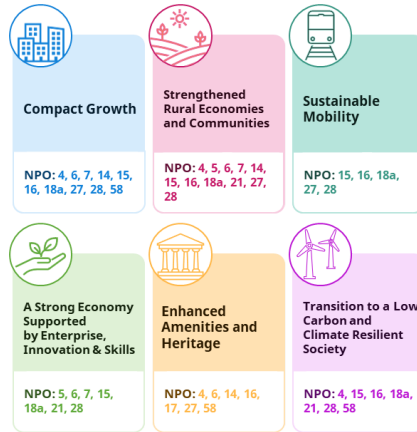 Compact Growth
NPO: 4, 6, 7, 14, 15,
16, 18a, 27, 28, 58
Strengthened
Rural Economies
and Communities
NPO: 4, 5, 6, 7, 14,
15, 16, 18a, 21, 27,
28
Sustainable
Mobility
NPO: 15, 16, 18a,
27, 28
A Strong Economy
Supported
by Enterprise,
Innovation & Skills
NPO: 5, 6, 7, 15,
18a, 21, 28
Enhanced
Amenities and
Heritage
NPO: 4, 6, 14, 16,
17, 27, 58
Transition to a Low
Carbon and
Climate Resilient
Society
NPO: 4, 15, 16, 18a,
21, 28, 58